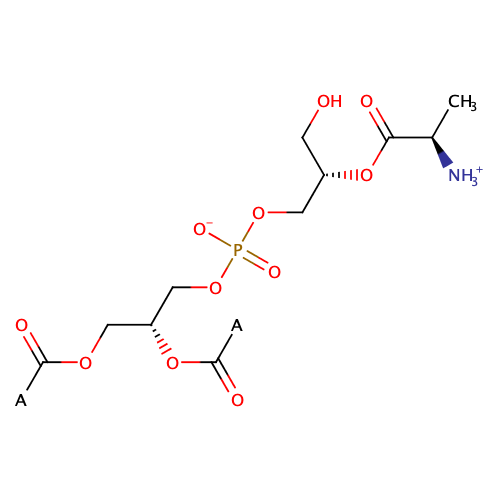 OH O CH₃
O NH₃⁺
O
O⁻ P O
O
O A
O O
A O